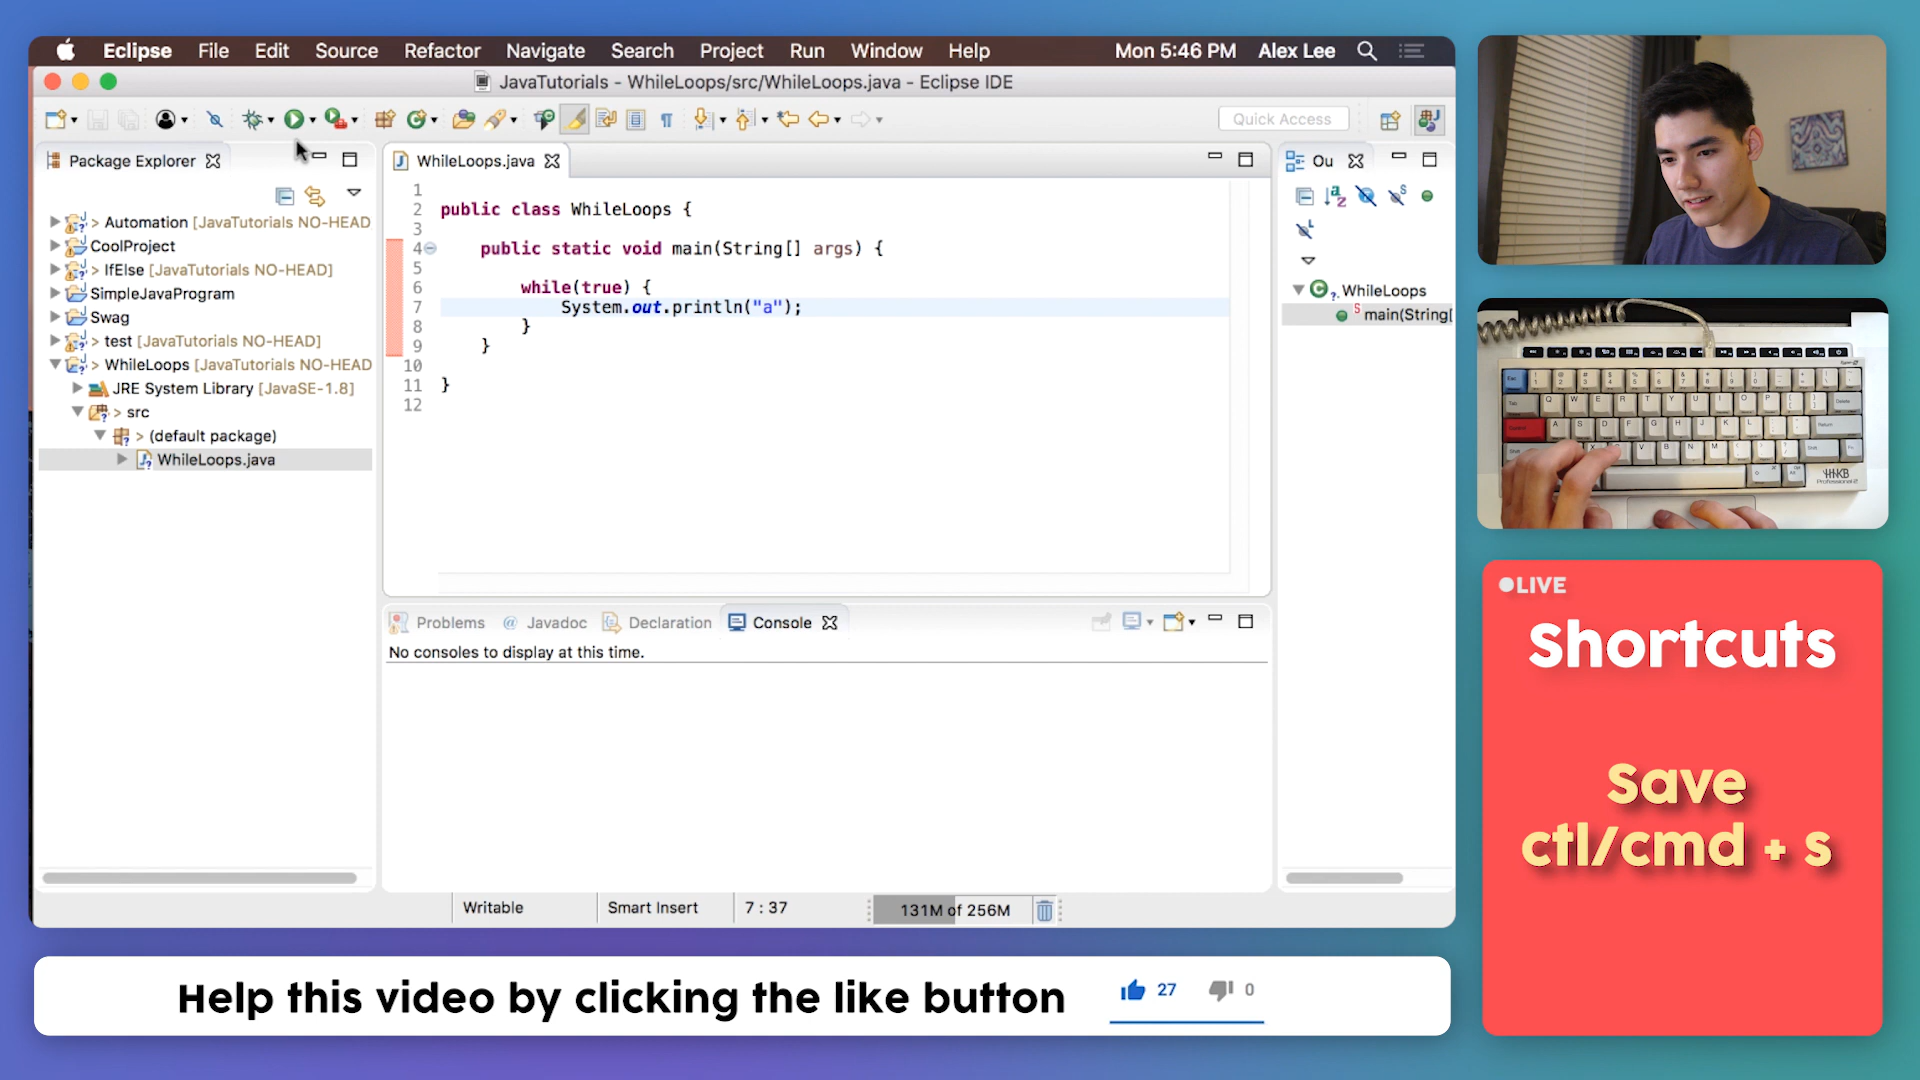 Eclipse File Edit Source Refactor Navigate Search Project Run Window Help Mon 5:46 PM Alex Lee
JavaTutorials - WhileLoops/src/WhileLoops.java - Eclipse IDE
Quick Access
Package Explorer
> Automation [JavaTutorials NO-HEAD
CoolProject
> IfElse [JavaTutorials NO-HEAD]
SimpleJavaProgram
Swag
> test [JavaTutorials NO-HEAD]
> WhileLoops [JavaTutorials NO-HEAD
JRE System Library [JavaSE-1.8]
> src
> (default package)
WhileLoops.java
WhileLoops.java
1
2 public class WhileLoops {
3
4 public static void main(String[] args) {
5
6 while(true) {
7 System.out.println("a");
8 }
9 }
10
11 }
12
Ou
WhileLoops
main(String[
Problems @ Javadoc Declaration Console
No consoles to display at this time.
Writable Smart Insert 7 : 37 131M of 256M
LIVE
Shortcuts
Save
ctl/cmd + s
Help this video by clicking the like button 27 0